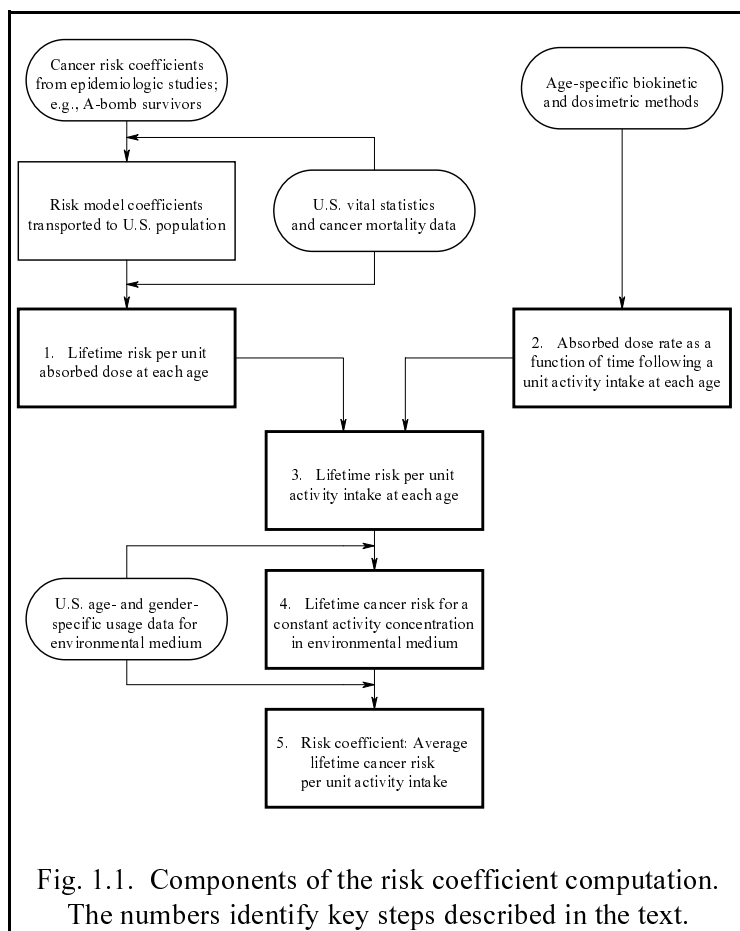 Cancer risk coefficients
from epidemiologic studies;
e.g., A-bomb survivors
Age-specific biokinetic
and dosimetric methods
Risk model coefficients
transported to U.S. population
U.S. vital statistics
and cancer mortality data
1. Lifetime risk per unit
absorbed dose at each age
2. Absorbed dose rate as a
function of time following a
unit activity intake at each age
3. Lifetime risk per unit
activity intake at each age
U.S. age- and gender-
specific usage data for
environmental medium
4. Lifetime cancer risk for a
constant activity concentration
in environmental medium
5. Risk coefficient: Average
lifetime cancer risk
per unit activity intake
Fig. 1.1. Components of the risk coefficient computation.
The numbers identify key steps described in the text.